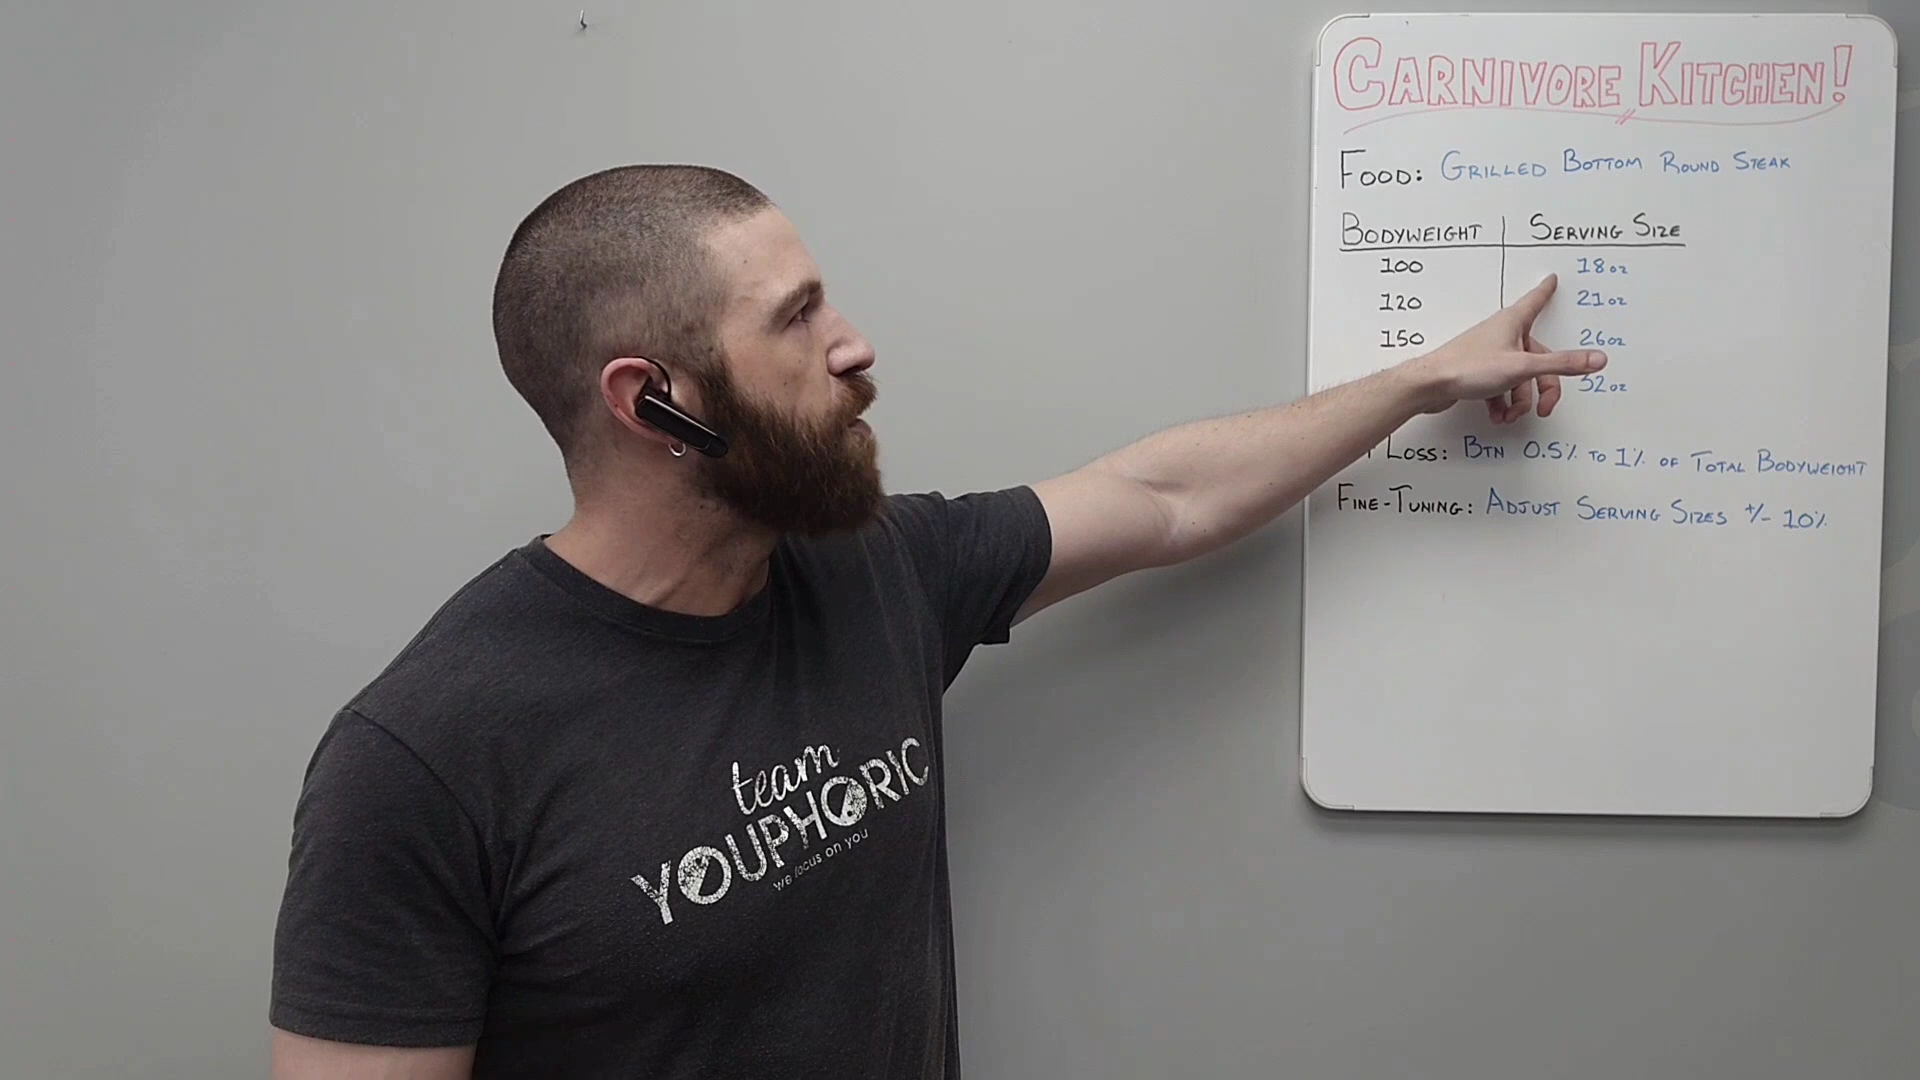 CARNIVORE KITCHEN!
FOOD: GRILLED BOTTOM ROUND STEAK
BODYWEIGHT | SERVING SIZE
100 18oz
120 21oz
150 26oz
32oz
LOSS: BTN 0.5% TO 1% OF TOTAL BODYWEIGHT
FINE-TUNING: ADJUST SERVING SIZES +/- 10%
team
YOUPHORIC
we focus on you